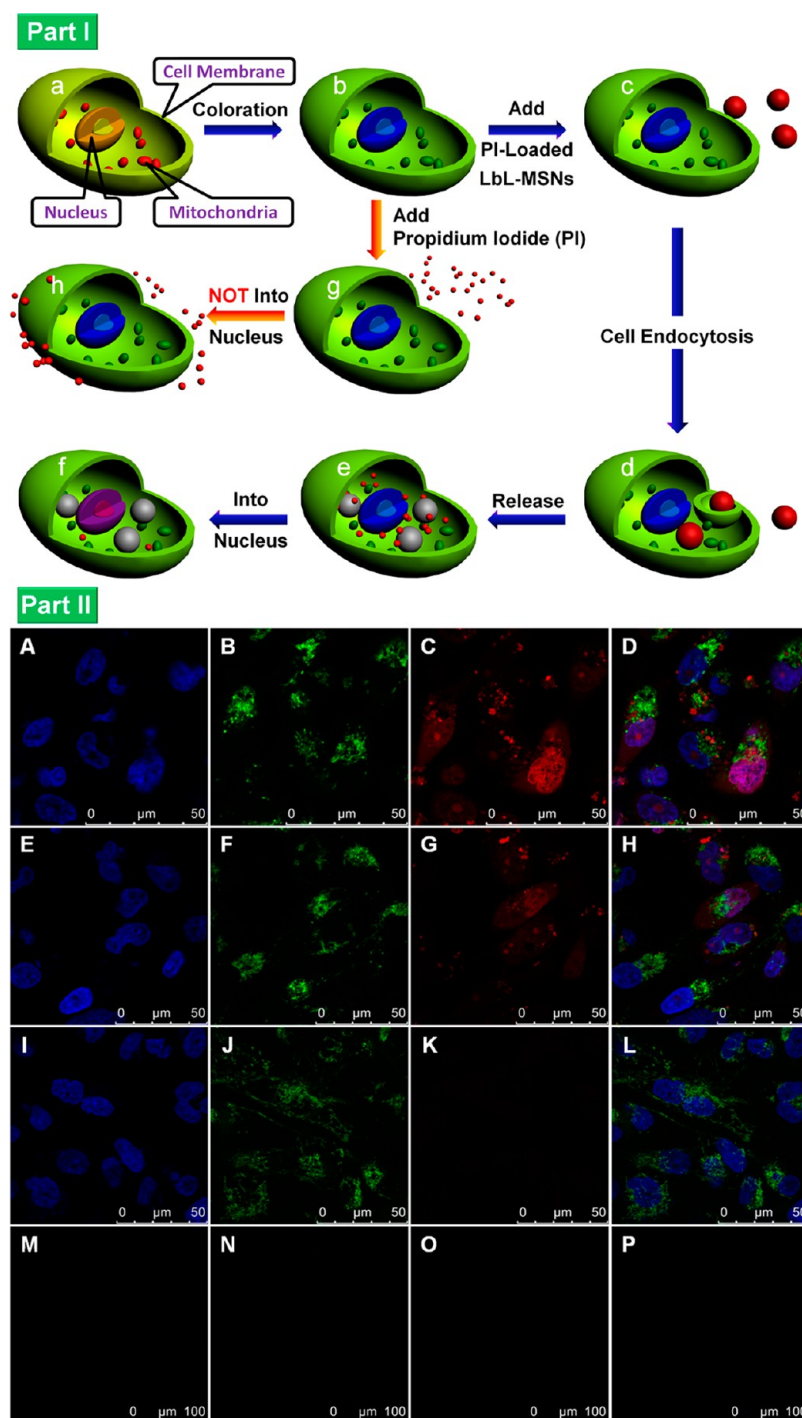 Part I
a
Cell Membrane
Nucleus
Mitochondria
Coloration
b
Add
PI-Loaded
LbL-MSNs
c
Add
Propidium Iodide (PI)
h
NOT Into
Nucleus
g
Cell Endocytosis
f
Into
Nucleus
e
Release
d
Part II
A
0 µm 50
B
0 µm 50
C
0 µm 50
D
0 µm 50
E
0 µm 50
F
0 µm 50
G
0 µm 50
H
0 µm 50
I
0 µm 50
J
0 µm 50
K
0 µm 50
L
0 µm 50
M
0 µm 100
N
0 µm 100
O
0 µm 100
P
0 µm 100